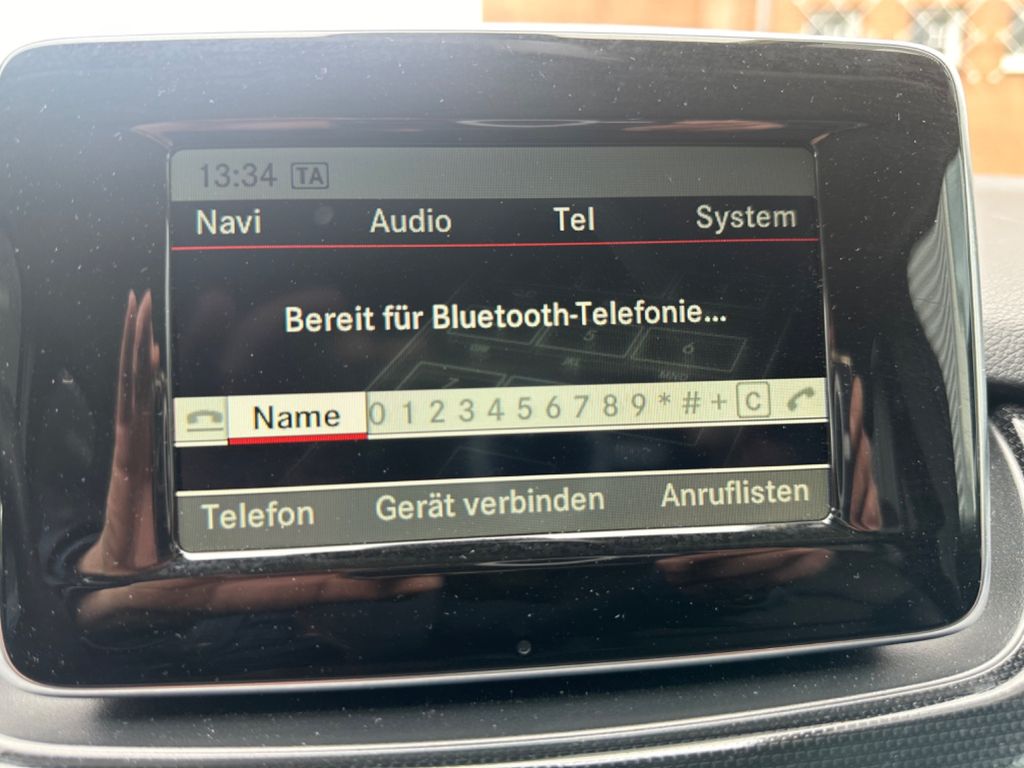 13:34 TA
Navi Audio Tel System
Bereit für Bluetooth-Telefonie...
Name 0 1 2 3 4 5 6 7 8 9 * # + C
Telefon Gerät verbinden Anruflisten